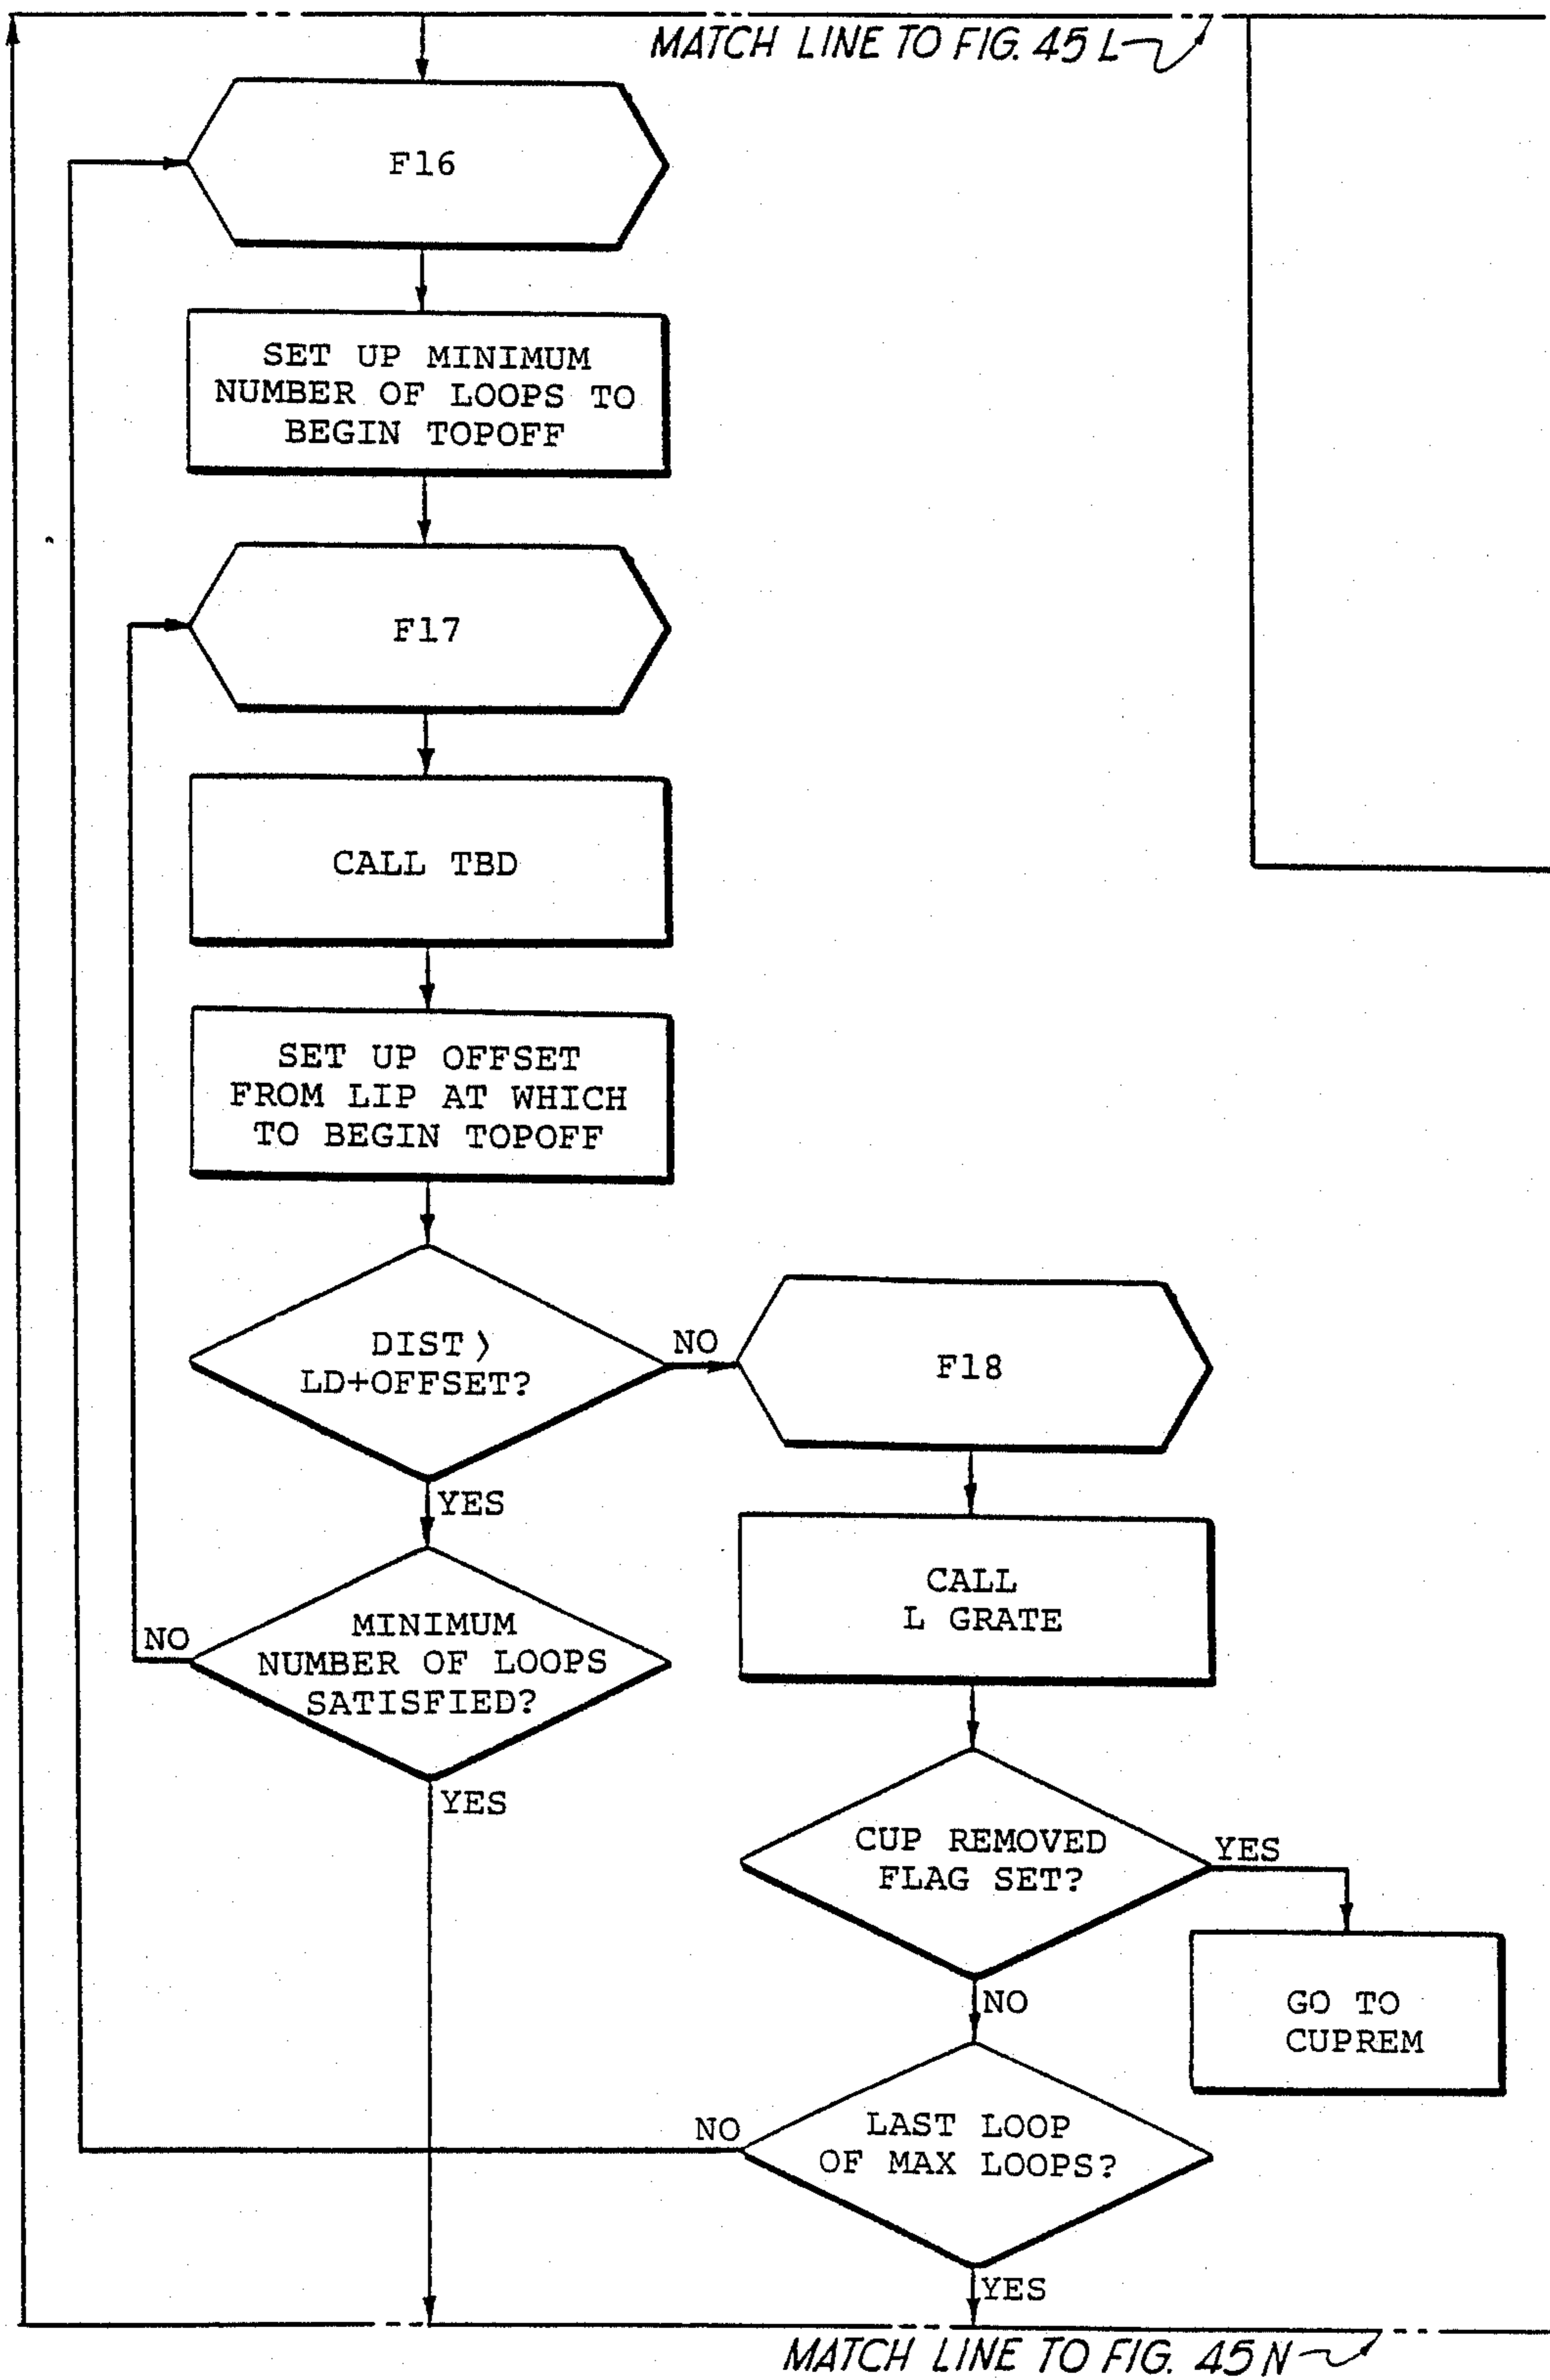 MATCH LINE TO FIG. 45 L
F16
SET UP MINIMUM
NUMBER OF LOOPS TO
BEGIN TOPOFF
F17
CALL TBD
SET UP OFFSET
FROM LIP AT WHICH
TO BEGIN TOPOFF
DIST >
LD+OFFSET?
NO
F18
YES
CALL
L GRATE
MINIMUM
NUMBER OF LOOPS
SATISFIED?
NO
YES
CUP REMOVED
FLAG SET?
YES
GO TO
CUPREM
NO
LAST LOOP
OF MAX LOOPS?
NO
YES
MATCH LINE TO FIG. 45 N